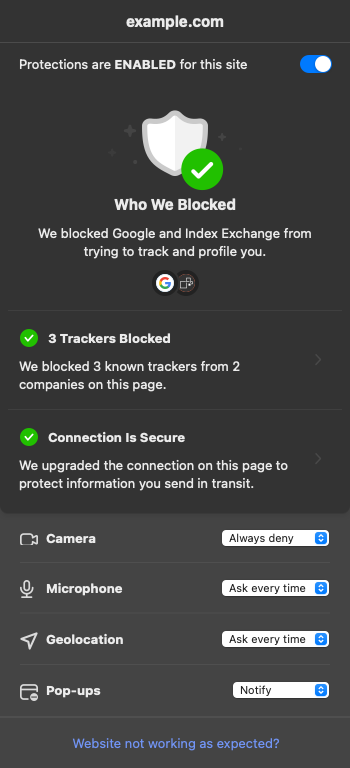 example.com
Protections are ENABLED for this site
Who We Blocked
We blocked Google and Index Exchange from
trying to track and profile you.
3 Trackers Blocked
We blocked 3 known trackers from 2
companies on this page.
Connection Is Secure
We upgraded the connection on this page to
protect information you send in transit.
Camera Always deny
Microphone Ask every time
Geolocation Ask every time
Pop-ups Notify
Website not working as expected?